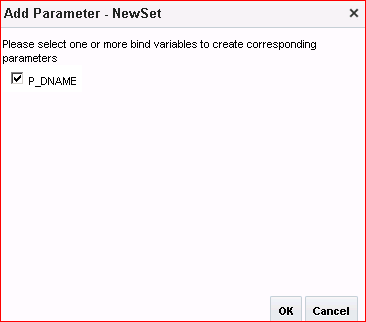 Add Parameter - NewSet
Please select one or more bind variables to create corresponding
parameters
P_DNAME
OK Cancel